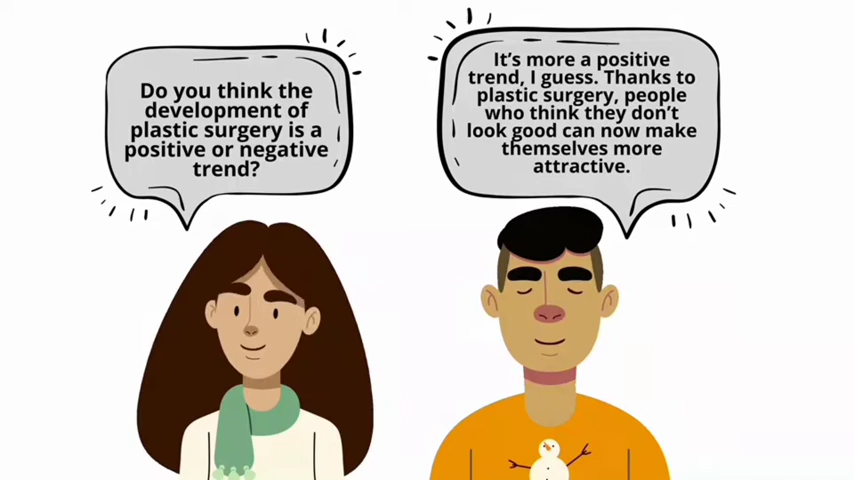 Do you think the
development of
plastic surgery is a
positive or negative
trend?
It's more a positive
trend, I guess. Thanks to
plastic surgery, people
who think they don't
look good can now make
themselves more
attractive.